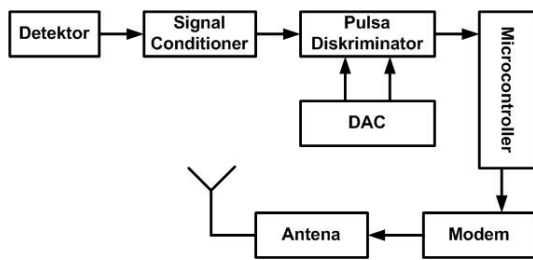 Detektor
Signal
Conditioner
Pulsa
Diskriminator
Microcontroller
DAC
Antena
Modem